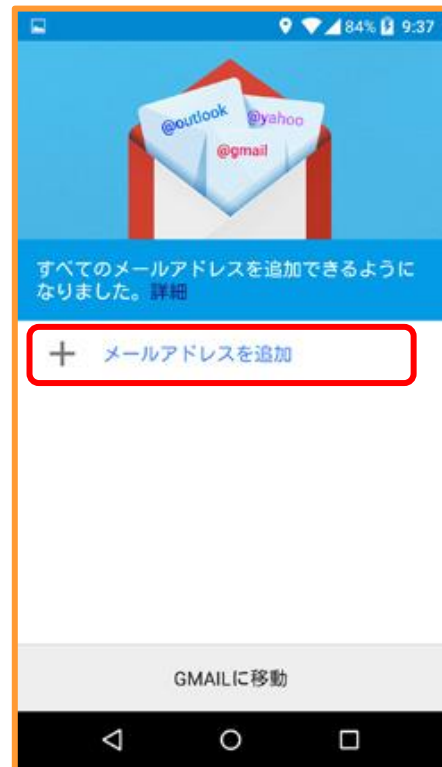 84% 9:37
@outlook @yahoo
@gmail
すべてのメールアドレスを追加できるように
なりました。詳細
メールアドレスを追加
GMAILに移動